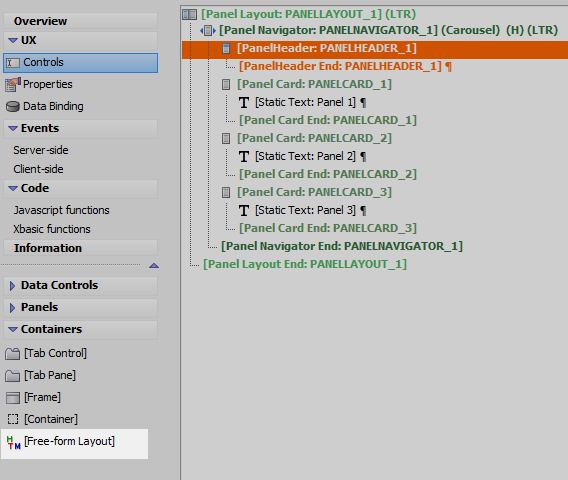 Overview
UX
Controls
Properties
Data Binding
Events
Server-side
Client-side
Code
Javascript functions
Xbasic functions
Information
Data Controls
Panels
Containers
[Tab Control]
[Tab Pane]
[Frame]
[Container]
HTM [Free-form Layout]
[Panel Layout: PANELLAYOUT_1] (LTR)
[Panel Navigator: PANELNAVIGATOR_1] (Carousel) (H) (LTR)
[PanelHeader: PANELHEADER_1]
[PanelHeader End: PANELHEADER_1] ¶
[Panel Card: PANELCARD_1]
T [Static Text: Panel 1] ¶
[Panel Card End: PANELCARD_1]
[Panel Card: PANELCARD_2]
T [Static Text: Panel 2] ¶
[Panel Card End: PANELCARD_2]
[Panel Card: PANELCARD_3]
T [Static Text: Panel 3] ¶
[Panel Card End: PANELCARD_3]
[Panel Navigator End: PANELNAVIGATOR_1]
[Panel Layout End: PANELLAYOUT_1]